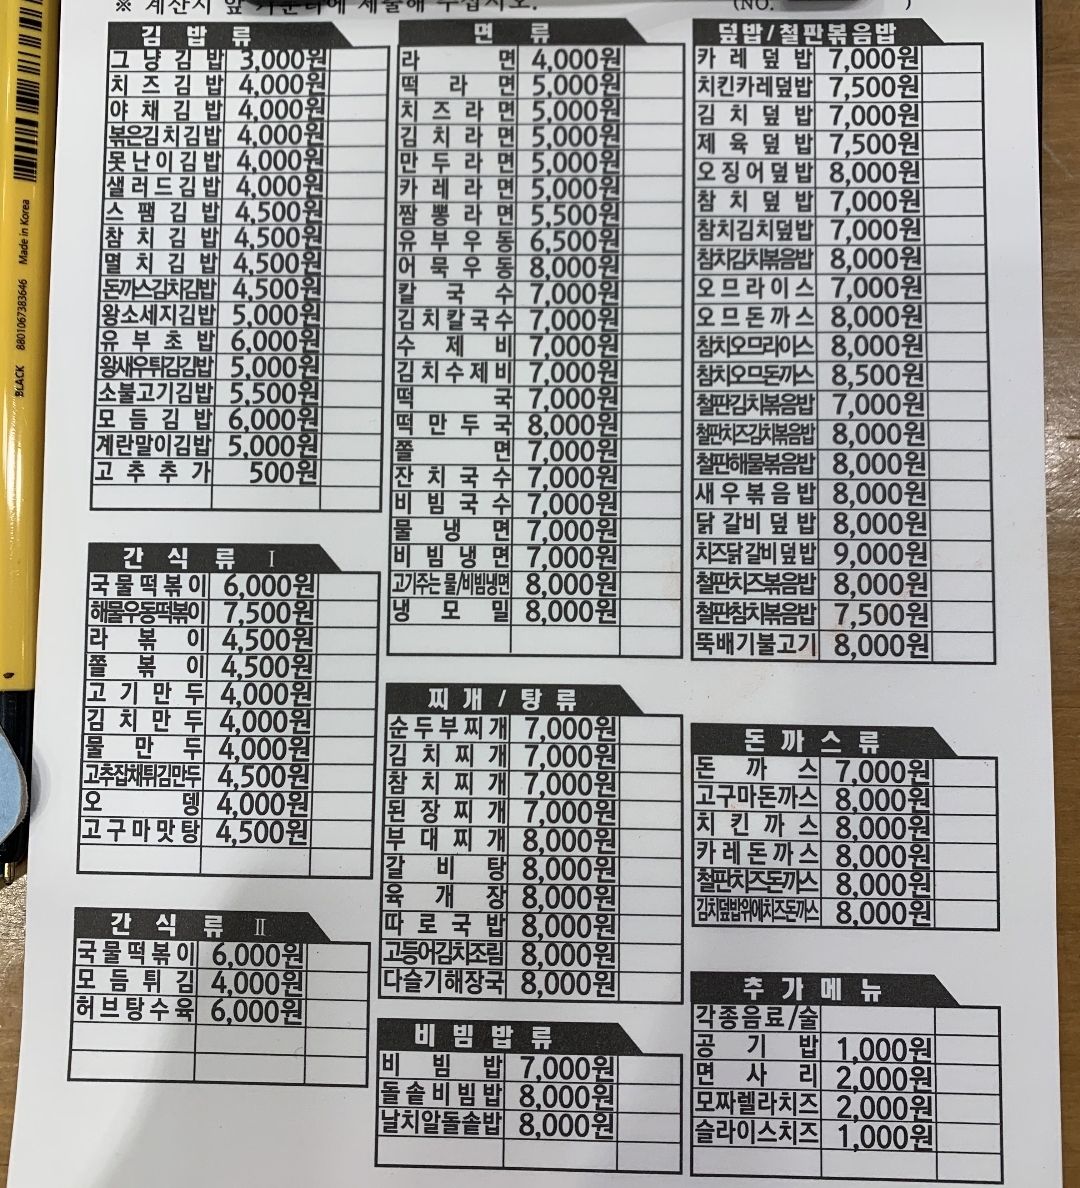 ※ 계산시 앞 카운터에 제출해 주십시오.
(NO. )
김 밥 류
그냥김밥 3,000원
치즈김밥 4,000원
야채김밥 4,000원
볶은김치김밥 4,000원
못난이김밥 4,000원
샐러드김밥 4,000원
스팸김밥 4,500원
참치김밥 4,500원
멸치김밥 4,500원
돈까스김치김밥 4,500원
왕소세지김밥 5,000원
유부초밥 6,000원
왕새우튀김김밥 5,000원
소불고기김밥 5,500원
모듬김밥 6,000원
계란말이김밥 5,000원
고추추가 500원
간 식 류 Ⅰ
국물떡볶이 6,000원
해물우동떡볶이 7,500원
라볶이 4,500원
쫄볶이 4,500원
고기만두 4,000원
김치만두 4,000원
물만두 4,000원
고추잡채튀김만두 4,500원
오뎅 4,000원
고구마맛탕 4,500원
간 식 류 Ⅱ
국물떡볶이 6,000원
모듬튀김 4,000원
허브탕수육 6,000원
면 류
라면 4,000원
떡라면 5,000원
치즈라면 5,000원
김치라면 5,000원
만두라면 5,000원
카레라면 5,000원
짬뽕라면 5,500원
유부우동 6,500원
어묵우동 8,000원
칼국수 7,000원
김치칼국수 7,000원
수제비 7,000원
김치수제비 7,000원
떡국 7,000원
떡만두국 8,000원
쫄면 7,000원
잔치국수 7,000원
비빔국수 7,000원
물냉면 7,000원
비빔냉면 7,000원
고기주는 물/비빔냉면 8,000원
냉모밀 8,000원
찌 개 / 탕 류
순두부찌개 7,000원
김치찌개 7,000원
참치찌개 7,000원
된장찌개 7,000원
부대찌개 8,000원
갈비탕 8,000원
육개장 8,000원
따로국밥 8,000원
고등어김치조림 8,000원
다슬기해장국 8,000원
비 빔 밥 류
비빔밥 7,000원
돌솥비빔밥 8,000원
날치알돌솥밥 8,000원
덮밥/철판볶음밥
카레덮밥 7,000원
치킨카레덮밥 7,500원
김치덮밥 7,000원
제육덮밥 7,500원
오징어덮밥 8,000원
참치덮밥 7,000원
참치김치덮밥 7,000원
참치김치볶음밥 8,000원
오므라이스 7,000원
오므돈까스 8,000원
참치오므라이스 8,000원
참치오므돈까스 8,500원
철판김치볶음밥 7,000원
철판치즈김치볶음밥 8,000원
철판해물볶음밥 8,000원
새우볶음밥 8,000원
닭갈비덮밥 8,000원
치즈닭갈비덮밥 9,000원
철판치즈볶음밥 8,000원
철판참치볶음밥 7,500원
뚝배기불고기 8,000원
돈 까 스 류
돈까스 7,000원
고구마돈까스 8,000원
치킨까스 8,000원
카레돈까스 8,000원
철판치즈돈까스 8,000원
김치덮밥위에치즈돈까스 8,000원
추 가 메 뉴
각종음료/술
공기밥 1,000원
면사리 2,000원
모짜렐라치즈 2,000원
슬라이스치즈 1,000원
BLACK 8801067383646 Made in Korea